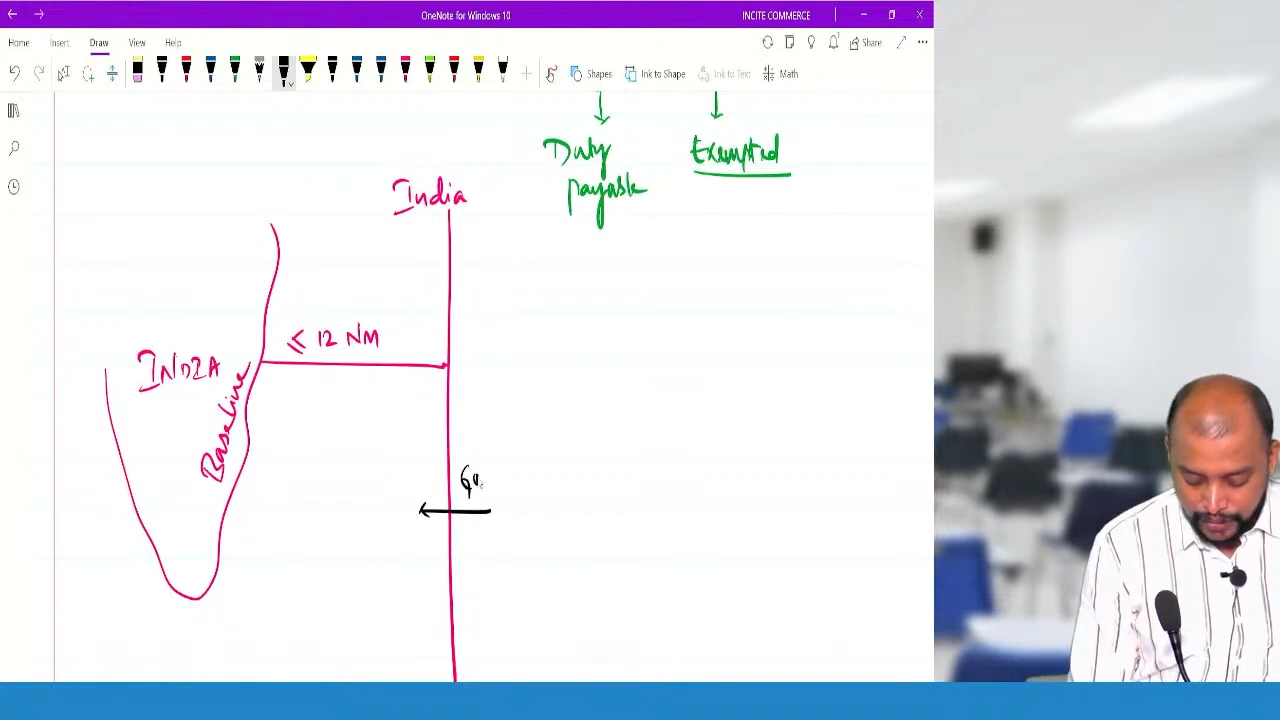 OneNote for Windows 10
INCITE COMMERCE
Home Insert Draw View Help
Share
Shapes Ink to Shape Ink to Text Math
Duty Exempted
payable
India
≤ 12 NM
INDIA
Baseline